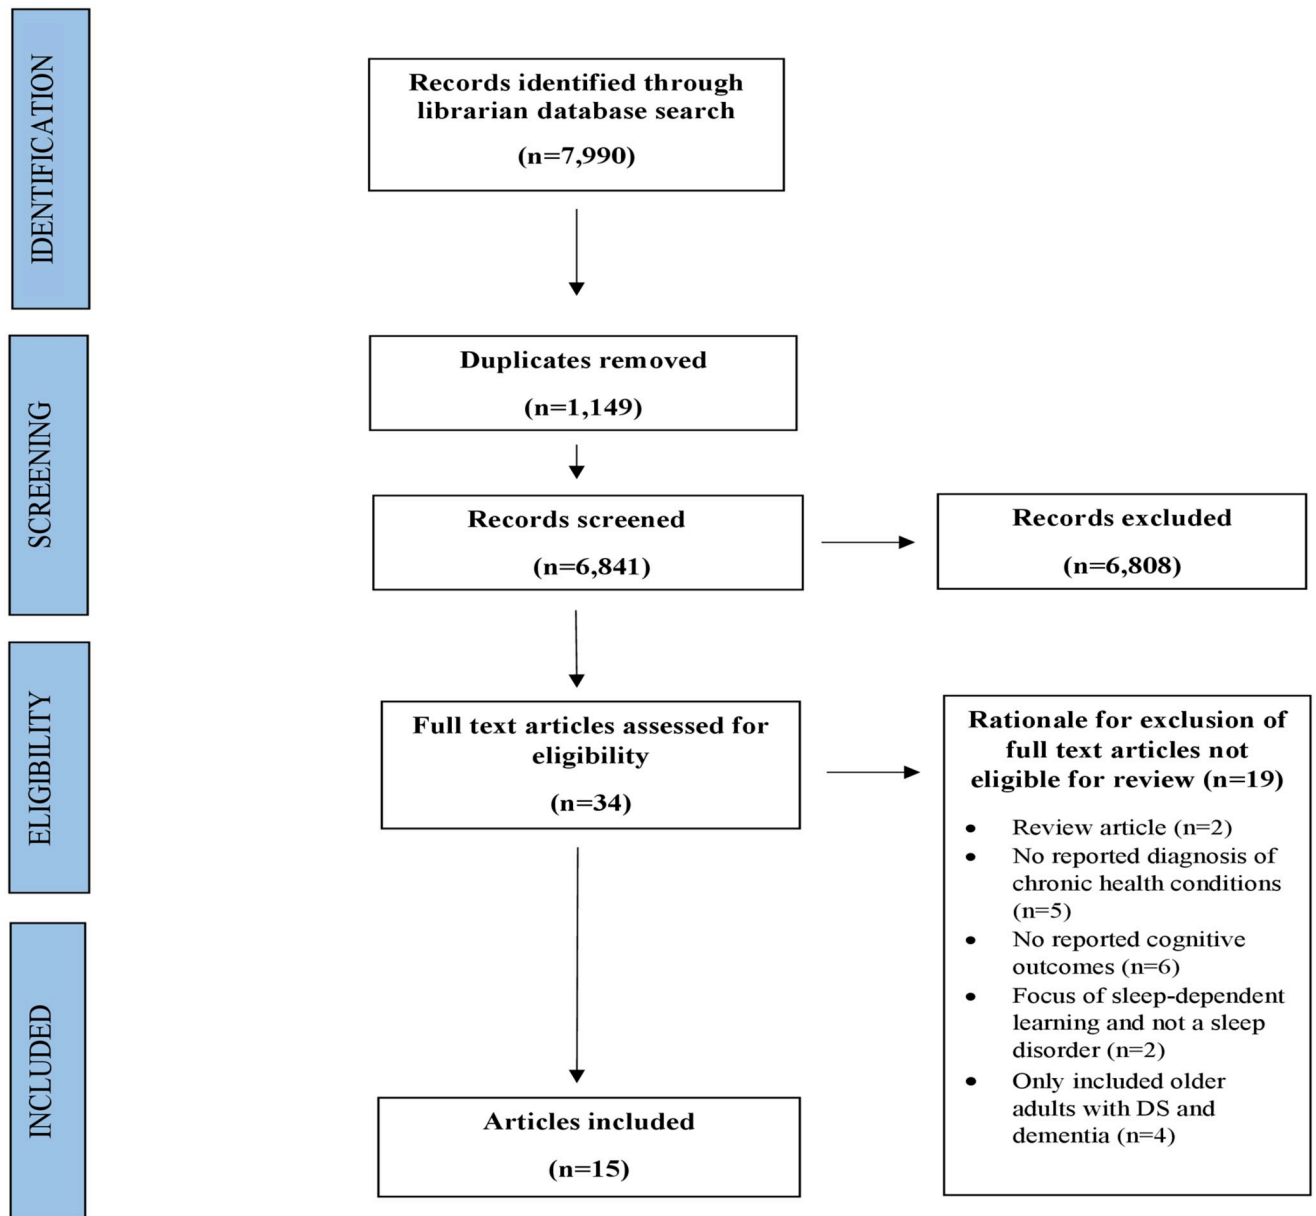 IDENTIFICATION
Records identified through
librarian database search
(n=7,990)
SCREENING
Duplicates removed
(n=1,149)
Records screened
(n=6,841)
Records excluded
(n=6,808)
ELIGIBILITY
Full text articles assessed for
eligibility
(n=34)
Rationale for exclusion of
full text articles not
eligible for review (n=19)
• Review article (n=2)
• No reported diagnosis of
chronic health conditions
(n=5)
• No reported cognitive
outcomes (n=6)
• Focus of sleep-dependent
learning and not a sleep
disorder (n=2)
• Only included older
adults with DS and
dementia (n=4)
INCLUDED
Articles included
(n=15)